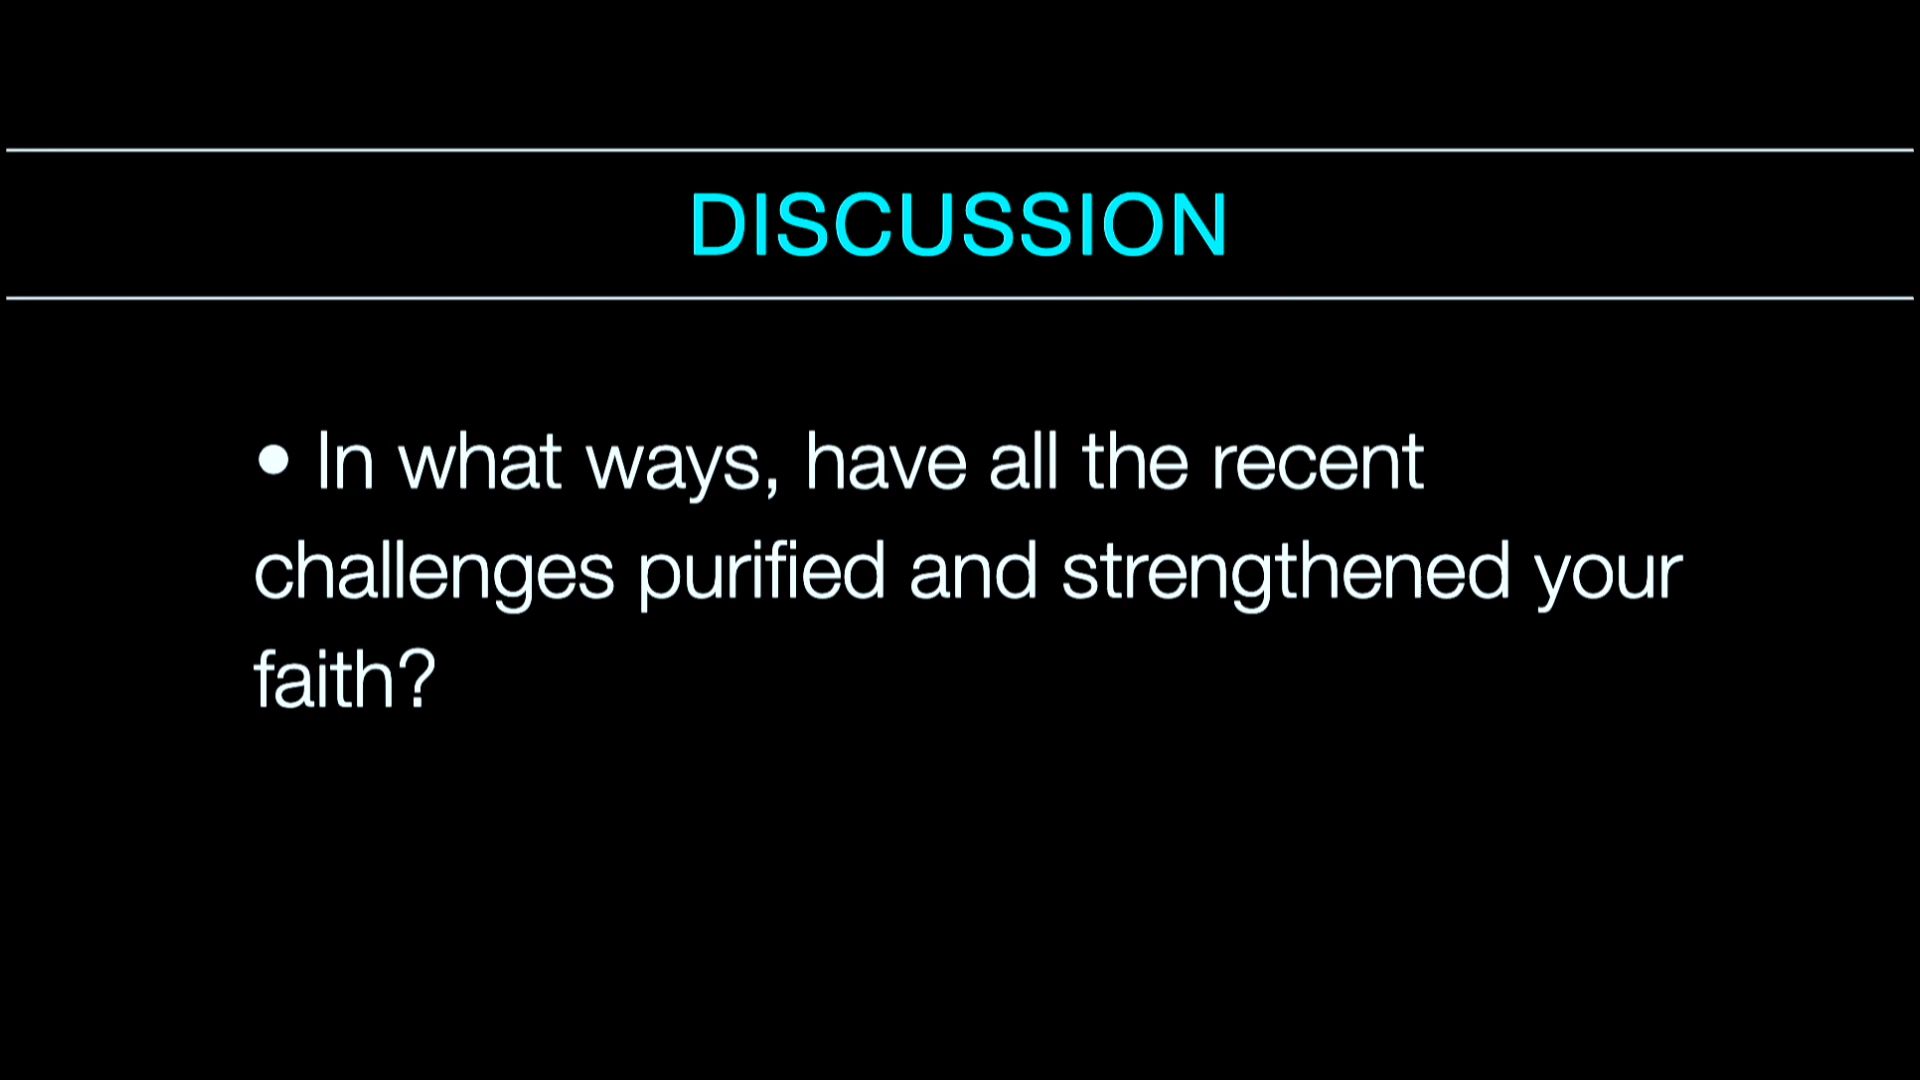 DISCUSSION
• In what ways, have all the recent
challenges purified and strengthened your
faith?